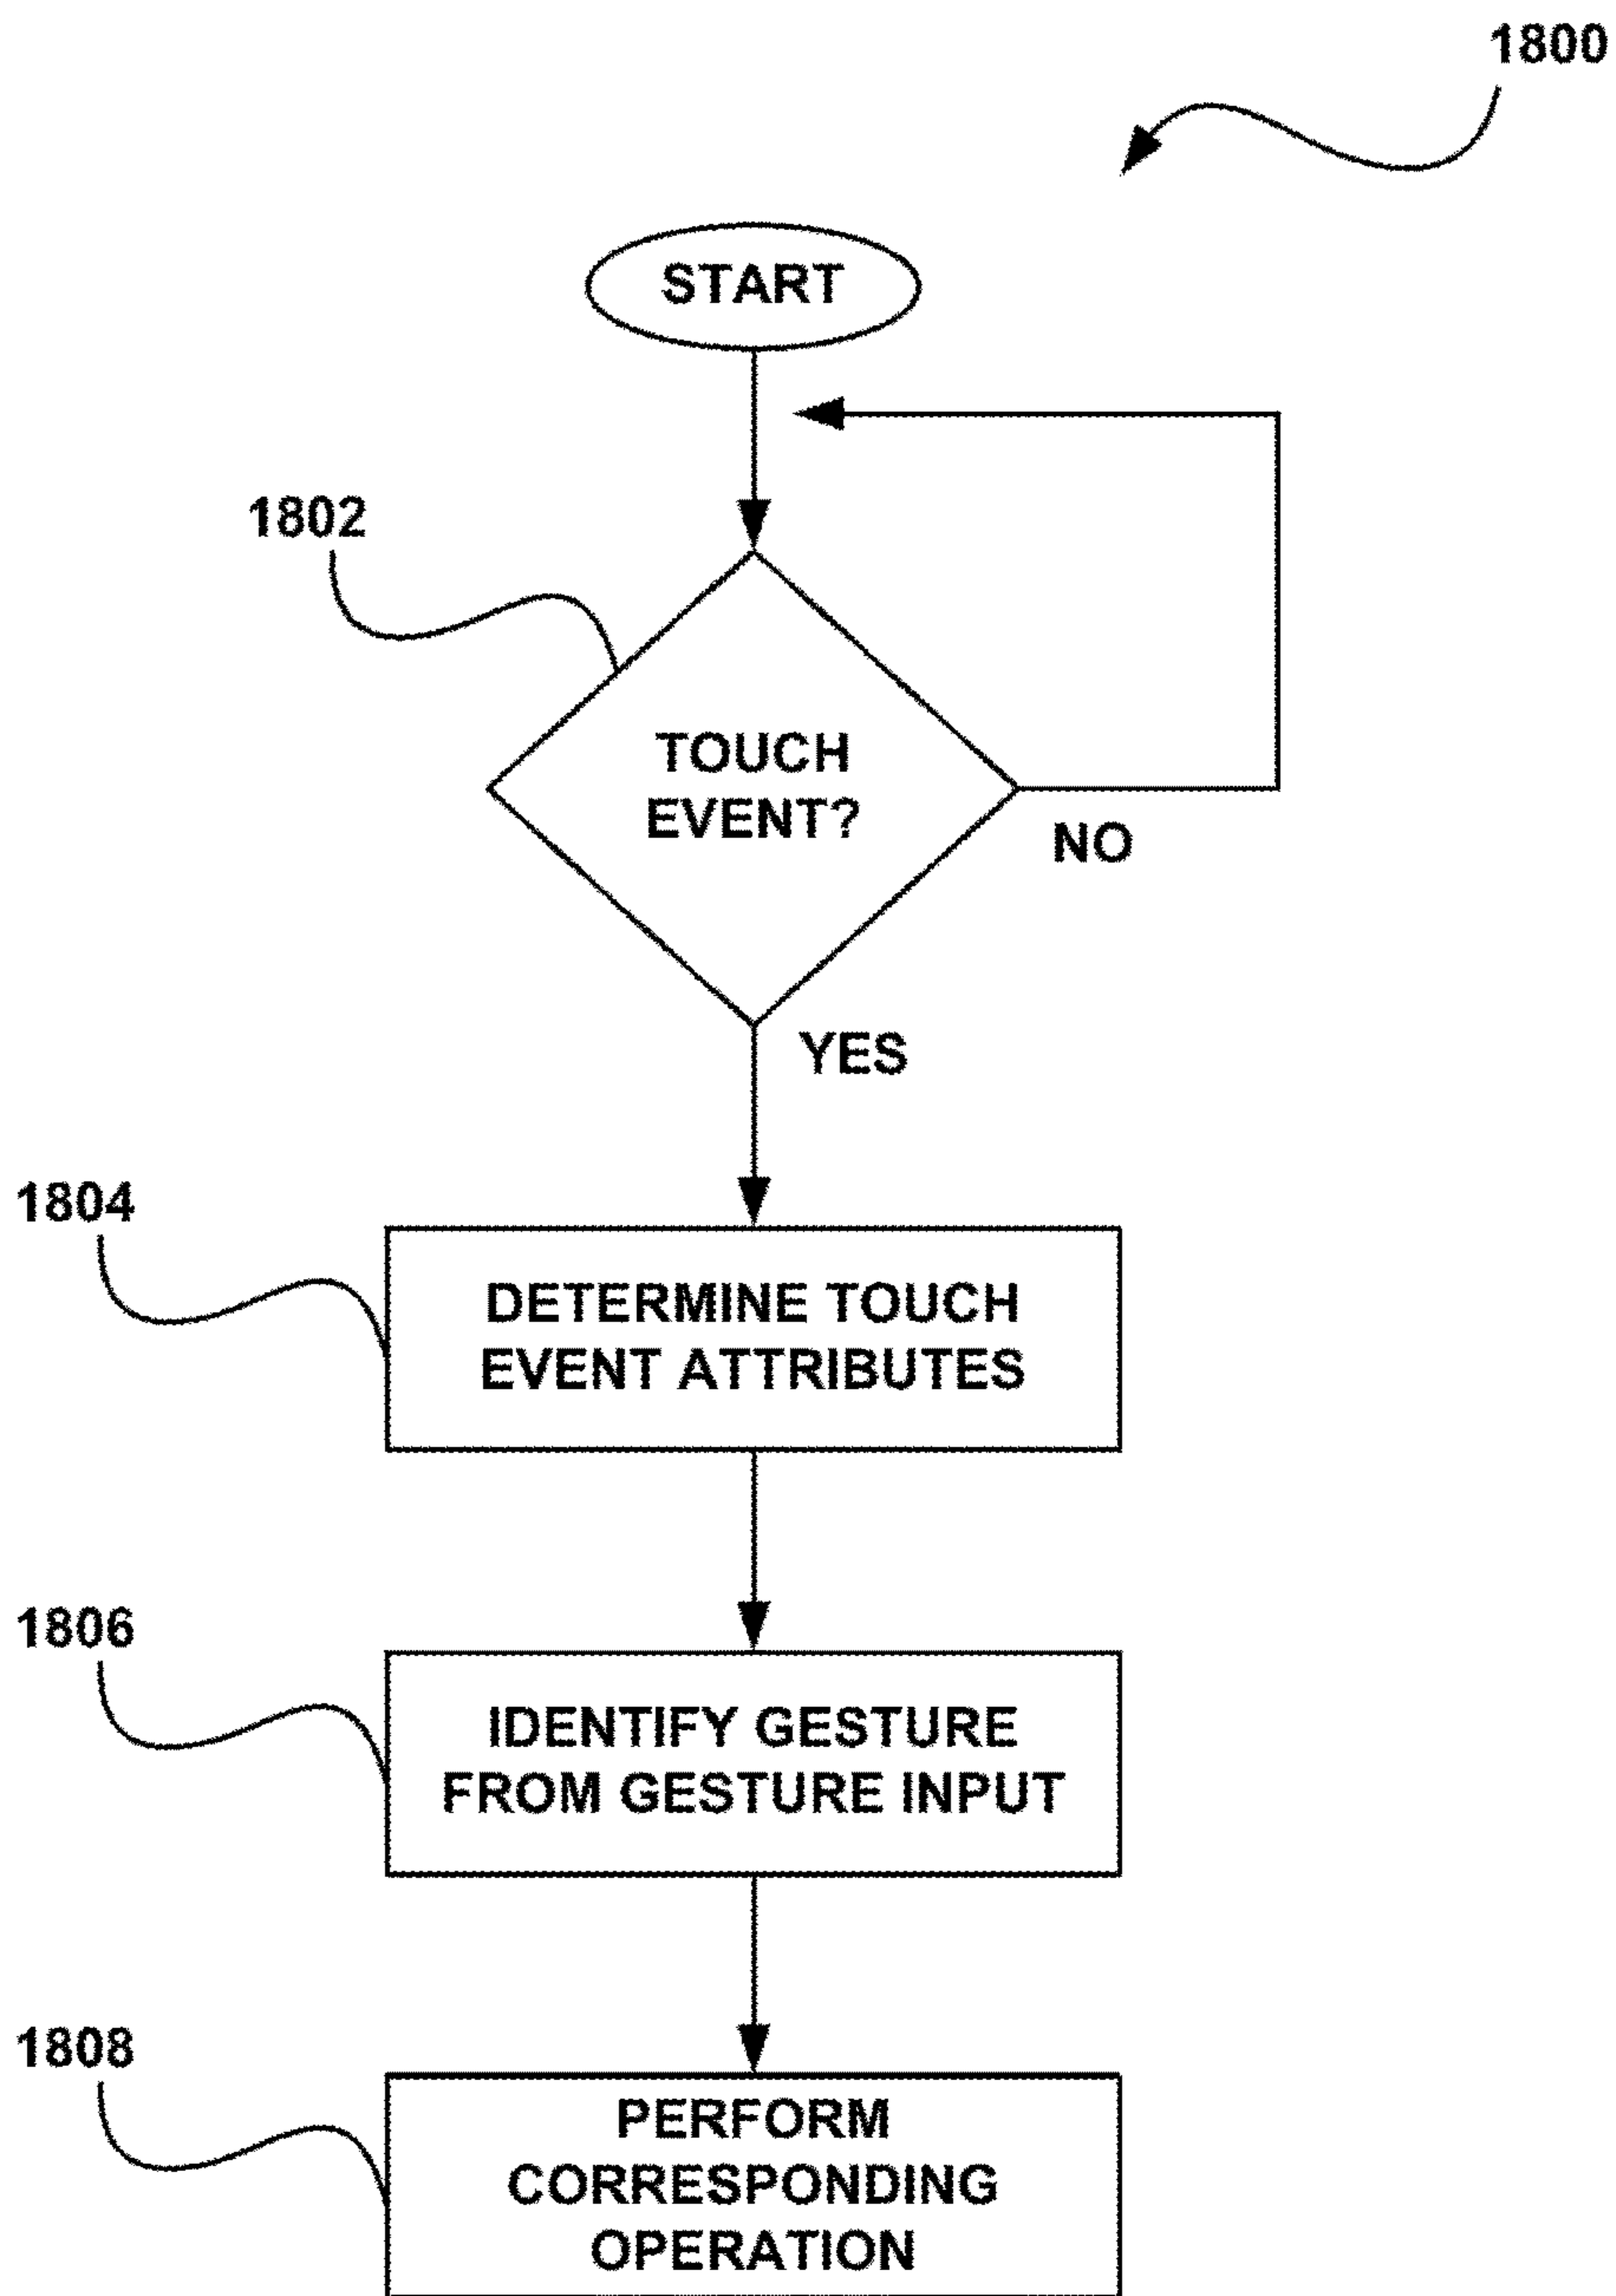 1800
START
1802
TOUCH
EVENT?
NO
YES
1804
DETERMINE TOUCH
EVENT ATTRIBUTES
1806
IDENTIFY GESTURE
FROM GESTURE INPUT
1808
PERFORM
CORRESPONDING
OPERATION